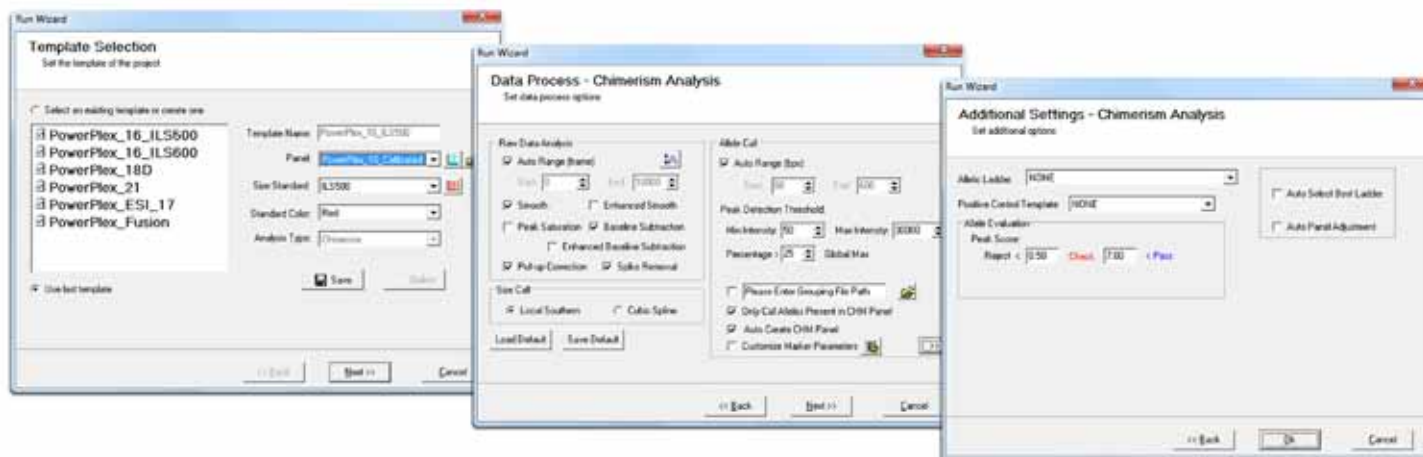 Run Wizard
Template Selection
Set the template of the project
Select an existing template or create one
PowerPlex_16_ILS500
PowerPlex_16_ILS600
PowerPlex_18D
PowerPlex_21
PowerPlex_ESI_17
PowerPlex_Fusion
Template Name: PowerPlex_16_ILS500
Panel: PowerPlex_16_Calibrated
Size Standard: ILS500
Standard Color: Red
Analysis Type: Chimerism
Save
Delete
Use last template
<< Back
Next >>
Cancel
Run Wizard
Data Process - Chimerism Analysis
Set data process options
Raw Data Analysis
Auto Range (frame)
Start 0 End
Smooth Enhanced Smooth
Peak Saturation Baseline Subtraction
Enhanced Baseline Subtraction
Pull-up Correction Spike Removal
Size Call
Local Southern Cubic Spline
Load Default Save Default
Allele Call
Auto Range (bps)
Start End 600
Peak Detection Threshold
Min Intensity: 50 Max Intensity: 30000
Percentage > 25 Global Max
Please Enter Grouping File Path
Only Call Alleles Present in CHM Panel
Auto Create CHM Panel
Customize Marker Parameters
<< Back
Next >>
Cancel
Run Wizard
Additional Settings - Chimerism Analysis
Set additional options
Allelic Ladder: NONE
Positive Control Template: NONE
Allele Evaluation
Peak Score:
Reject < 0.50 Check 7.00 < Pass
Auto Select Best Ladder
Auto Panel Adjustment
<< Back
Ok
Cancel